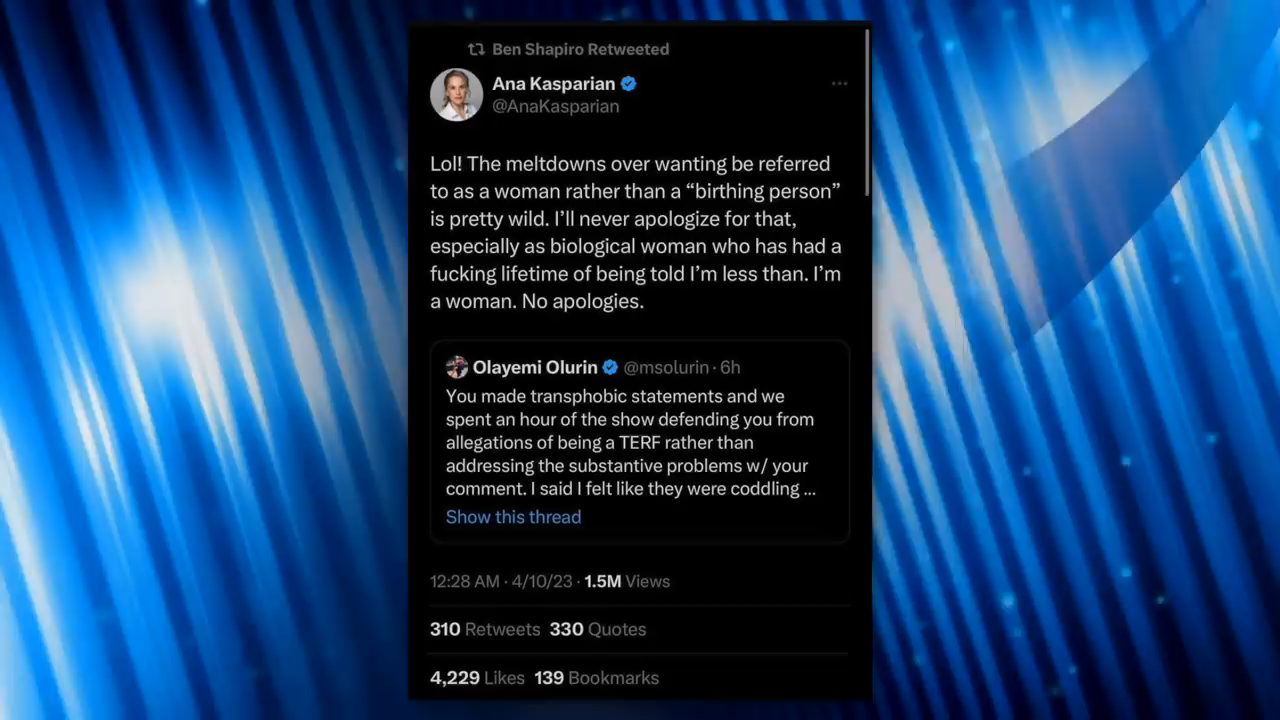 Ben Shapiro Retweeted
Ana Kasparian
@AnaKasparian
Lol! The meltdowns over wanting be referred
to as a woman rather than a “birthing person”
is pretty wild. I’ll never apologize for that,
especially as biological woman who has had a
fucking lifetime of being told I’m less than. I’m
a woman. No apologies.
Olayemi Olurin @msolurin · 6h
You made transphobic statements and we
spent an hour of the show defending you from
allegations of being a TERF rather than
addressing the substantive problems w/ your
comment. I said I felt like they were coddling ...
Show this thread
12:28 AM · 4/10/23 · 1.5M Views
310 Retweets 330 Quotes
4,229 Likes 139 Bookmarks